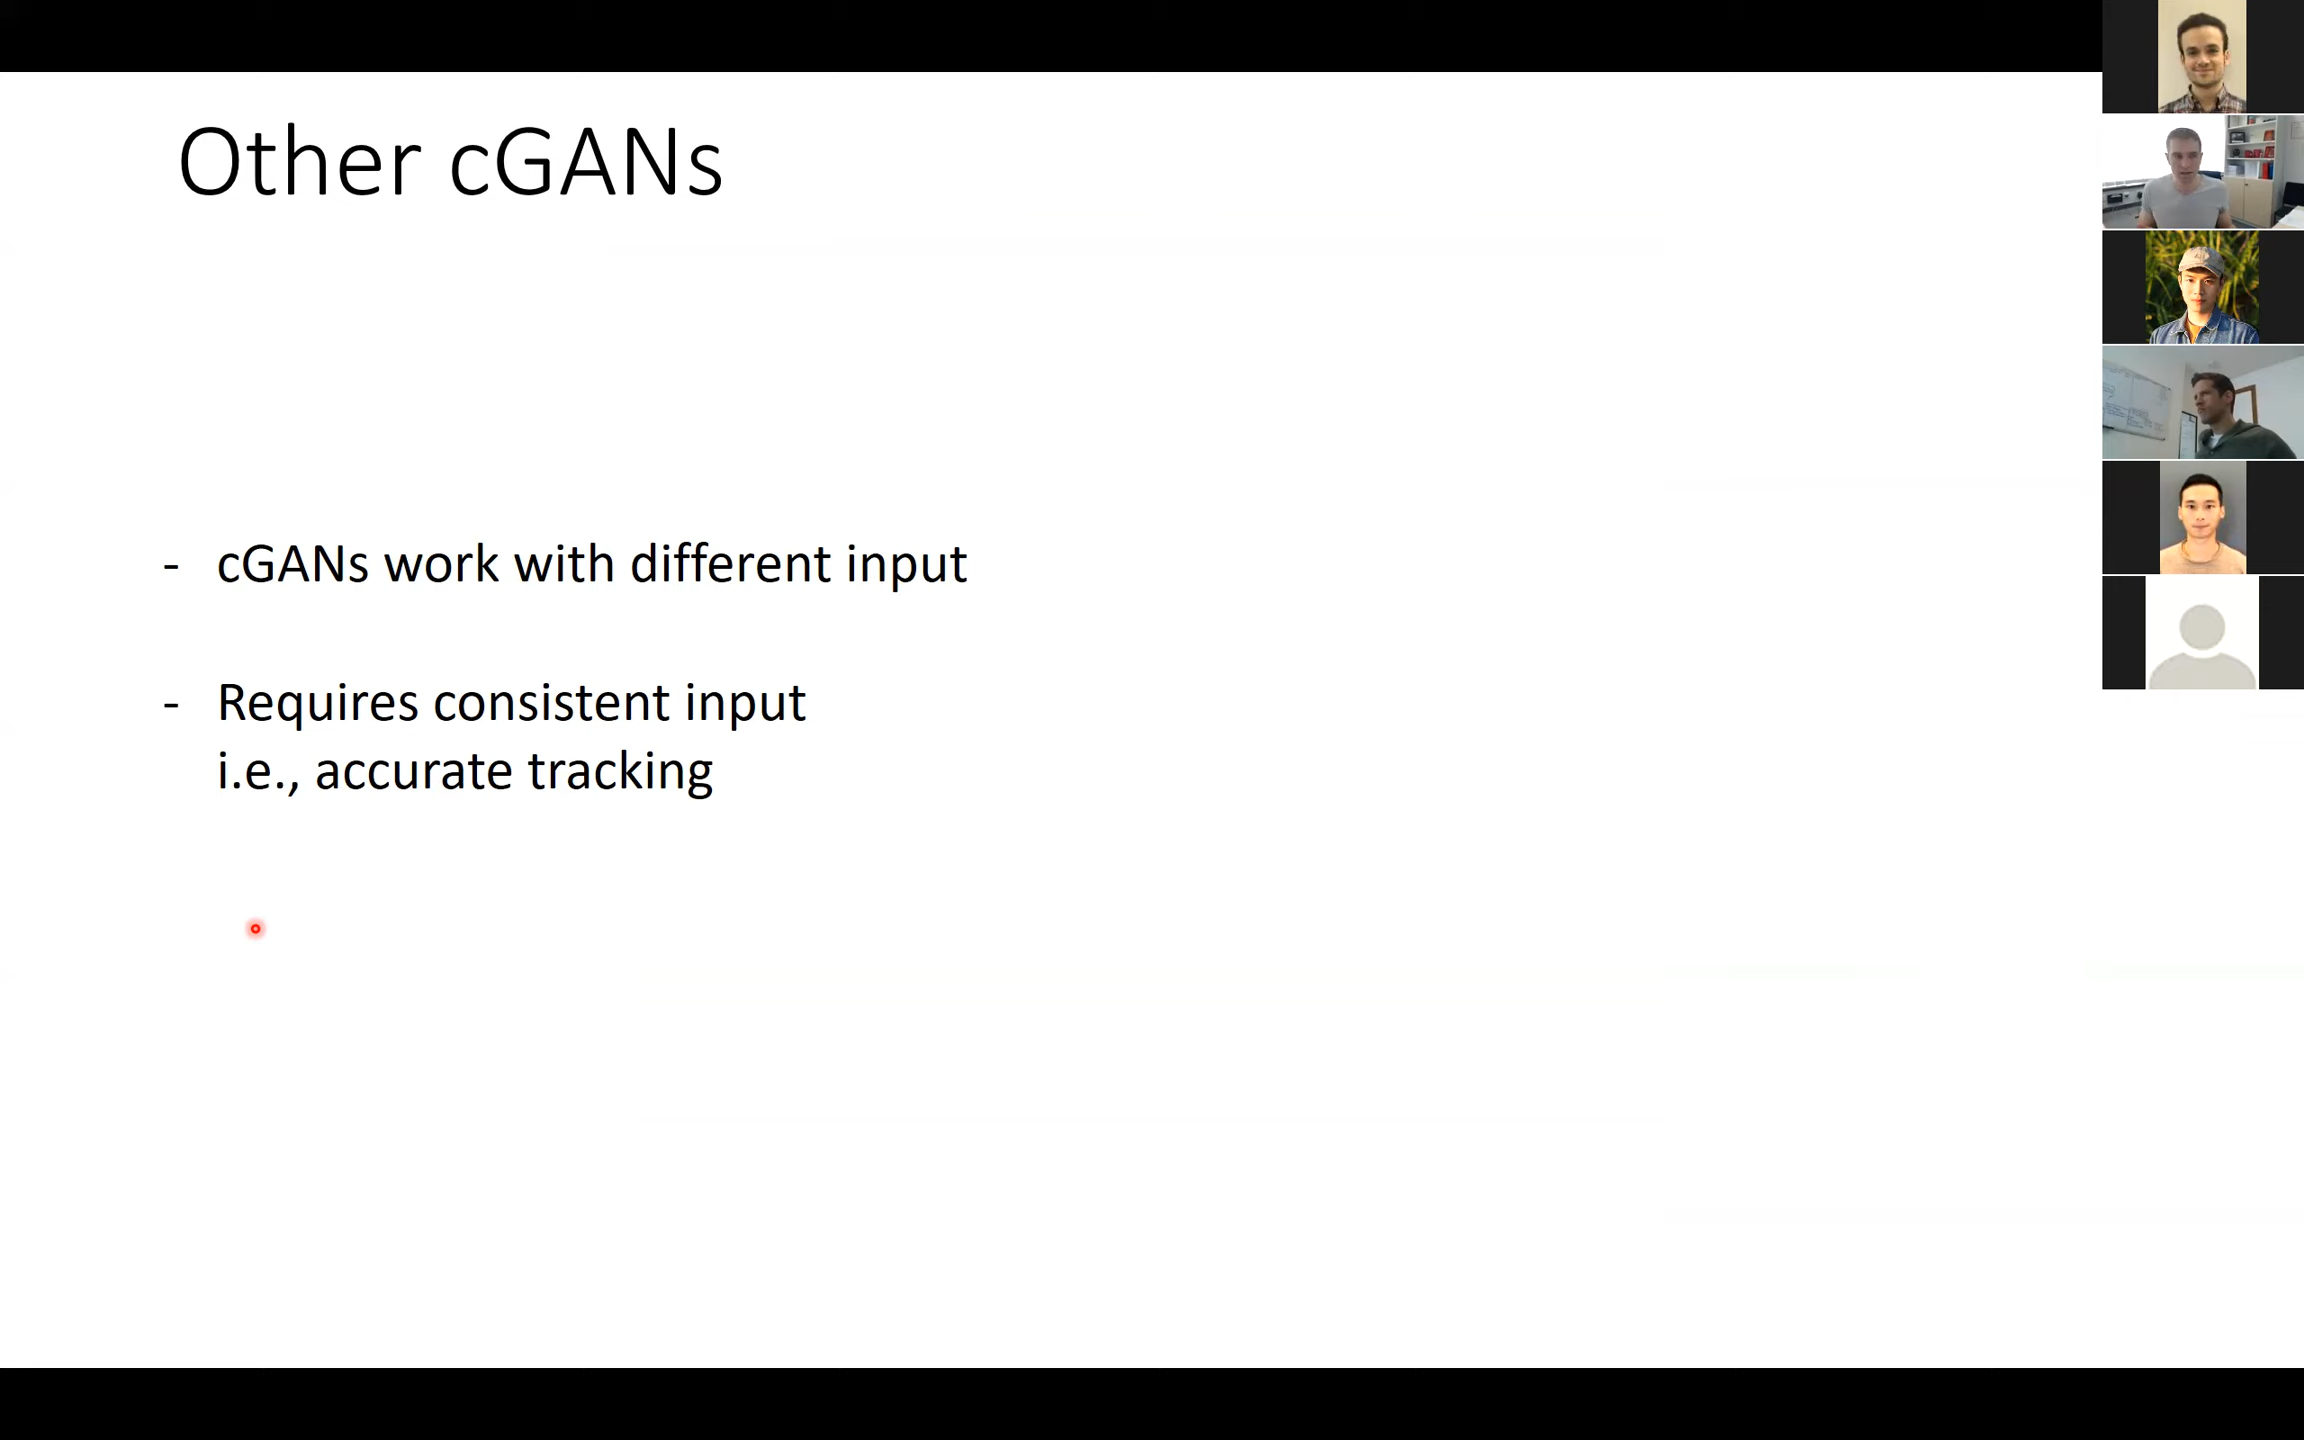 Other cGANs
- cGANs work with different input
- Requires consistent input
i.e., accurate tracking